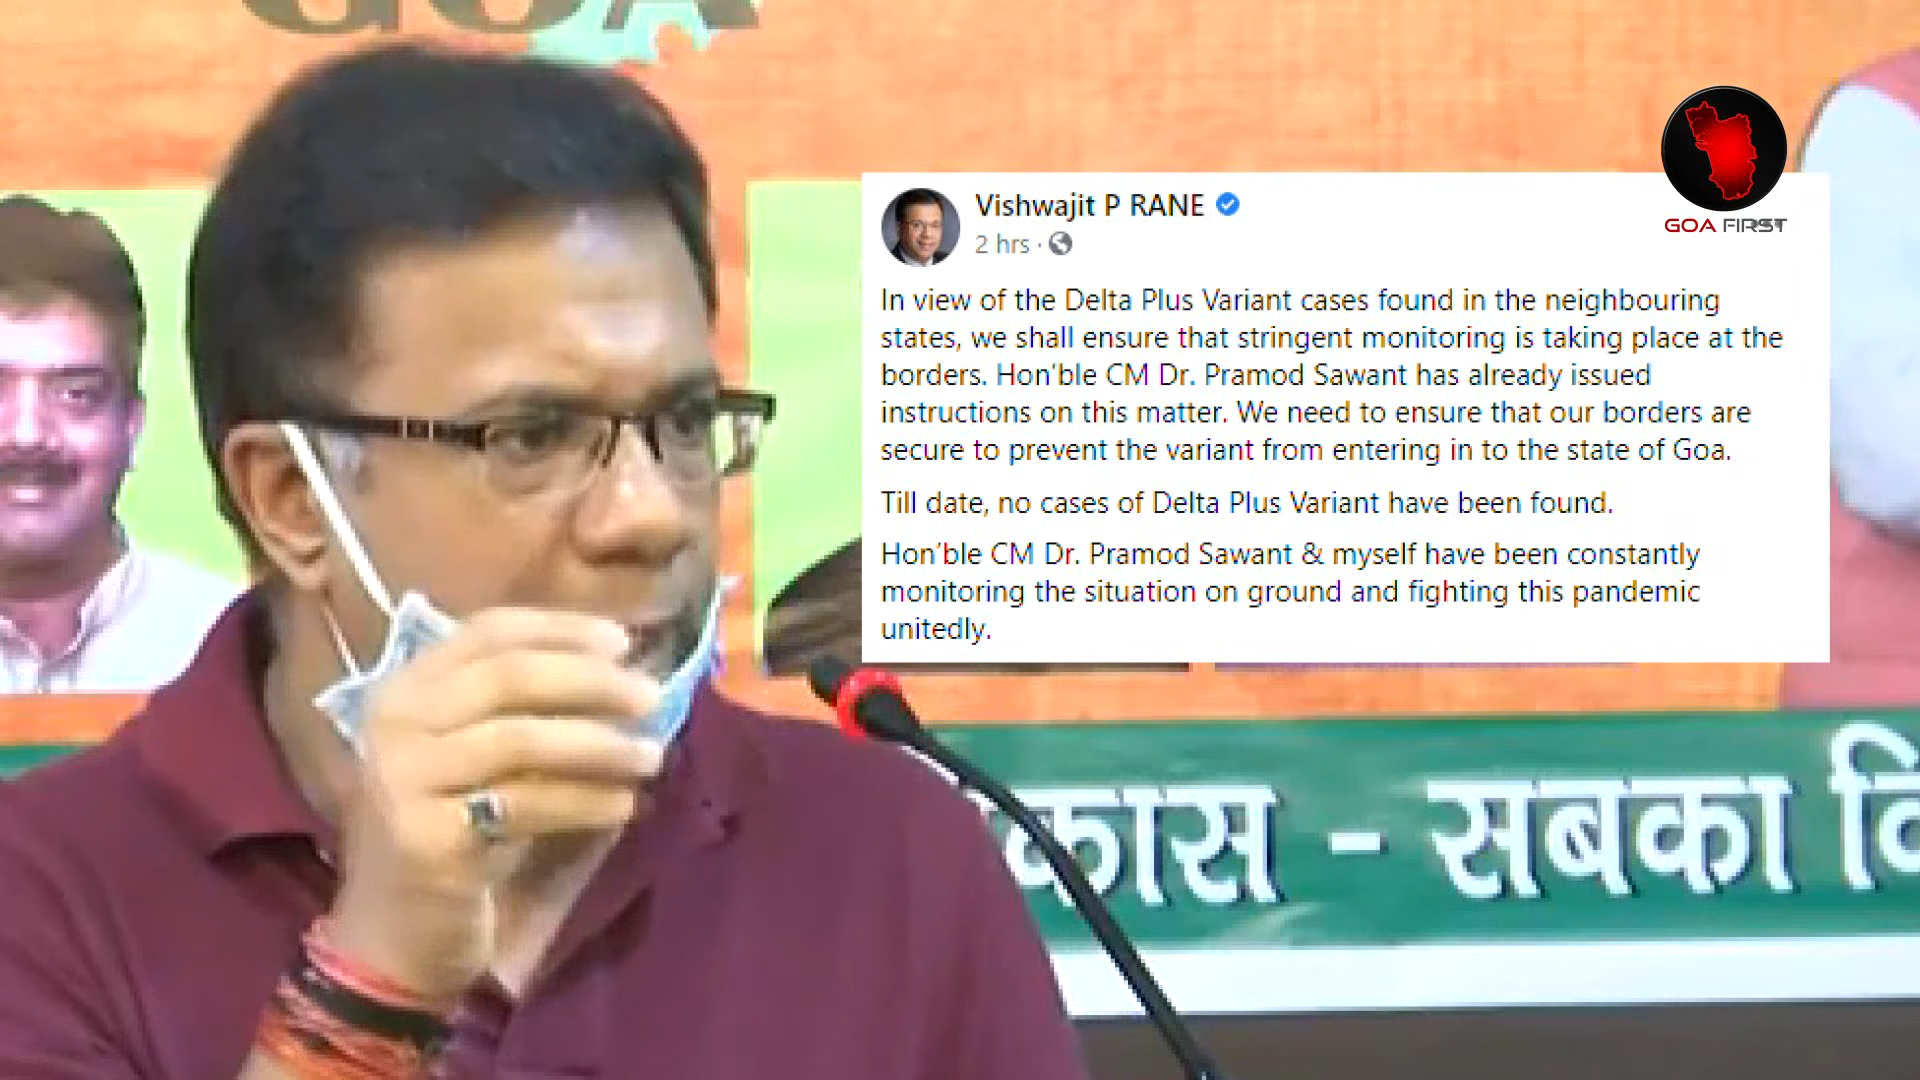 GOA
Vishwajit P RANE
2 hrs ·
GOA FIRST
In view of the Delta Plus Variant cases found in the neighbouring
states, we shall ensure that stringent monitoring is taking place at the
borders. Hon'ble CM Dr. Pramod Sawant has already issued
instructions on this matter. We need to ensure that our borders are
secure to prevent the variant from entering in to the state of Goa.
Till date, no cases of Delta Plus Variant have been found.
Hon'ble CM Dr. Pramod Sawant & myself have been constantly
monitoring the situation on ground and fighting this pandemic
unitedly.
- सबका